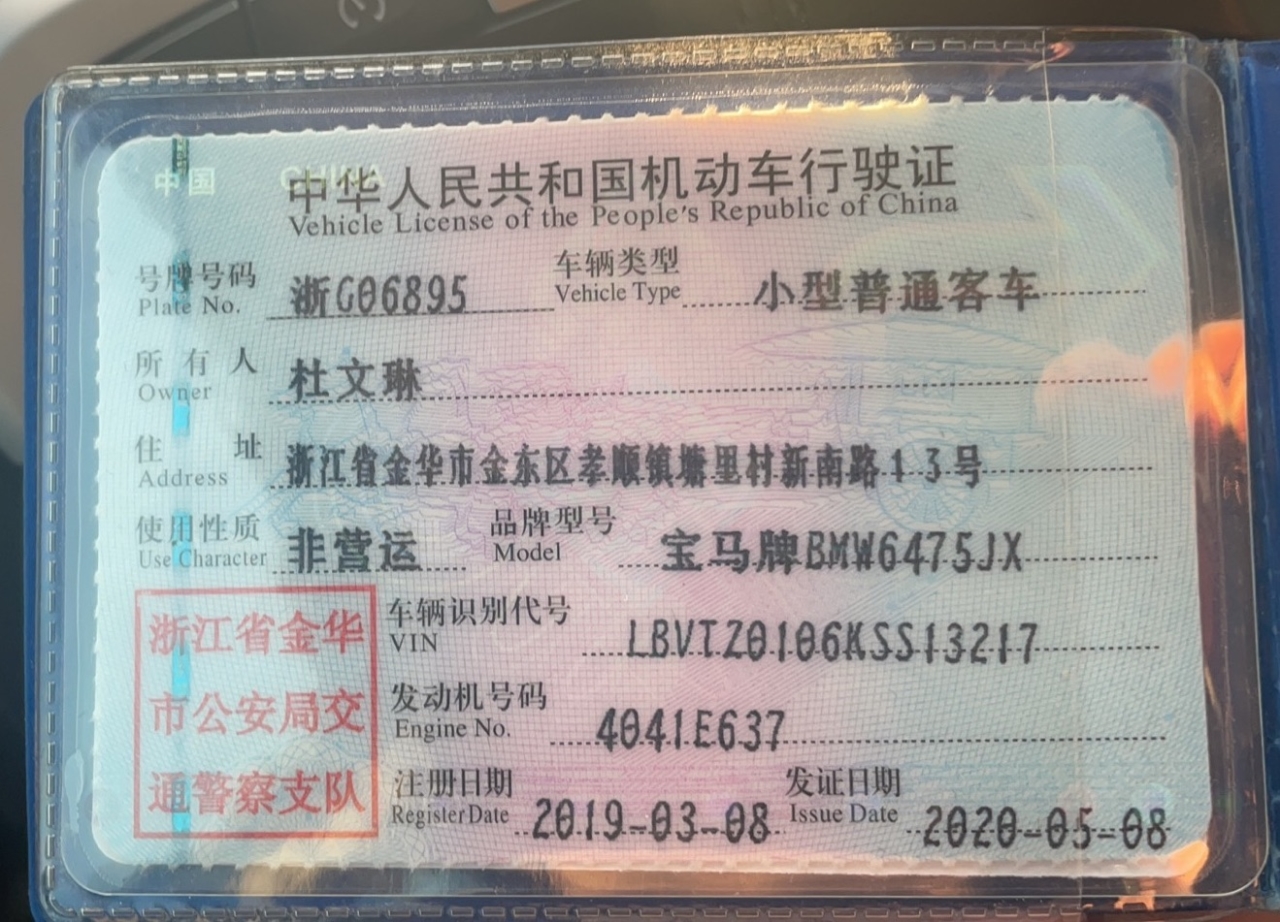 中国 CHINA
中华人民共和国机动车行驶证
Vehicle License of the People's Republic of China
号牌号码 浙G06895 车辆类型 小型普通客车
Plate No. Vehicle Type
所有人 杜文琳
Owner
住址 浙江省金华市金东区孝顺镇塘里村新南路13号
Address
使用性质 非营运 品牌型号 宝马牌BMW6475JX
Use Character Model
浙江省金华
市公安局交
通警察支队
车辆识别代号 LBVTZ0106KSS13217
VIN
发动机号码 4041E637
Engine No.
注册日期 2019-03-08 发证日期 2020-05-08
Register Date Issue Date